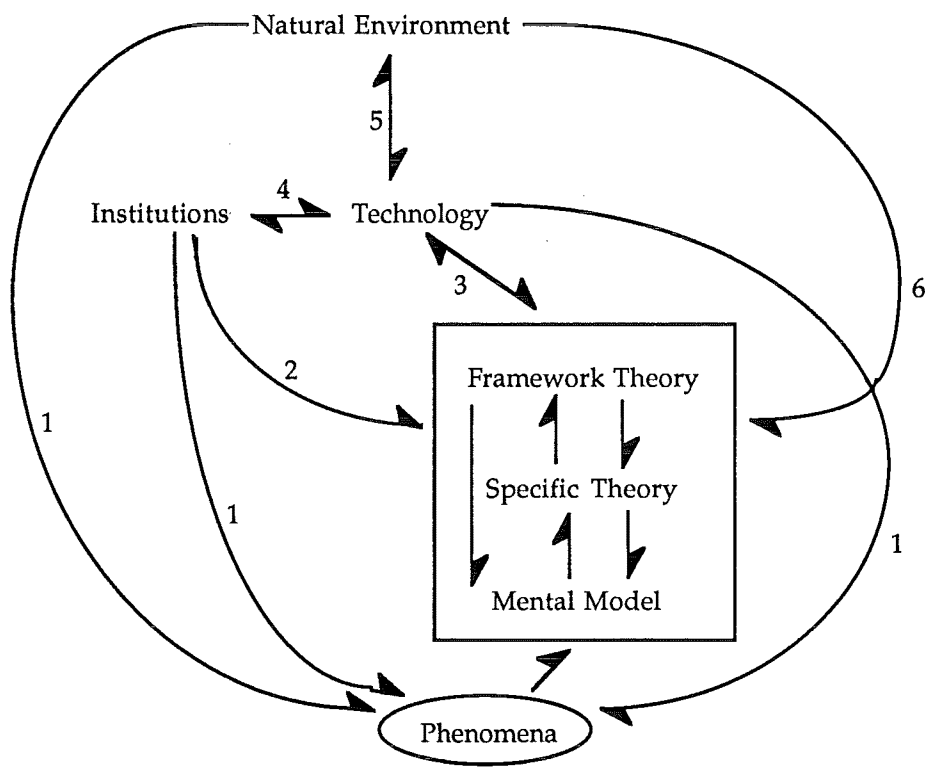 Natural Environment
5
4
Institutions
Technology
3
6
2
Framework Theory
1
Specific Theory
1
1
Mental Model
Phenomena